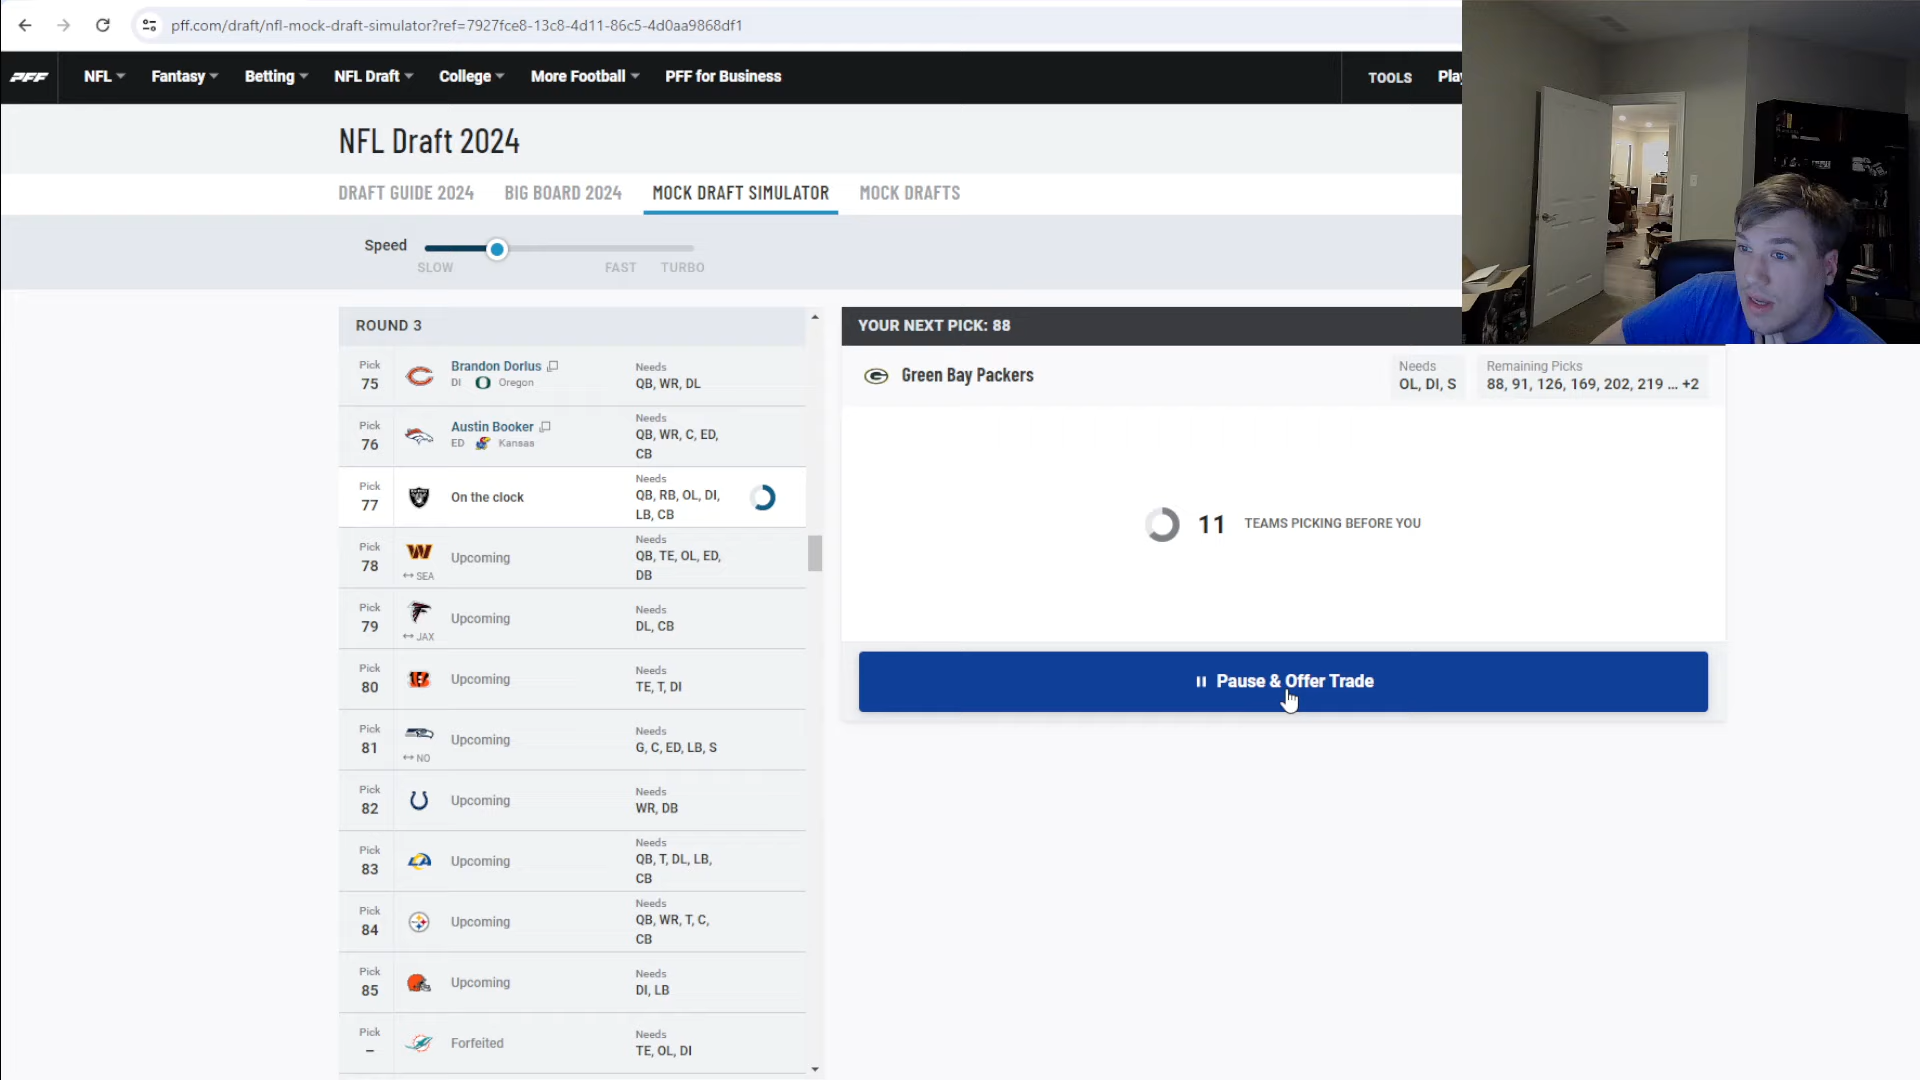 pff.com/draft/nfl-mock-draft-simulator?ref=7927fce8-13c8-4d11-86c5-4d0aa9868df1
PFF
NFL
Fantasy
Betting
NFL Draft
College
More Football
PFF for Business
TOOLS
Play
NFL Draft 2024
DRAFT GUIDE 2024
BIG BOARD 2024
MOCK DRAFT SIMULATOR
MOCK DRAFTS
Speed
SLOW
FAST
TURBO
ROUND 3
Pick
75
Brandon Dorlus
DI Oregon
Needs
QB, WR, DL
Pick
76
Austin Booker
ED Kansas
Needs
QB, WR, C, ED,
CB
Pick
77
On the clock
Needs
QB, RB, OL, DI,
LB, CB
Pick
78
↔ SEA
Upcoming
Needs
QB, TE, OL, ED,
DB
Pick
79
↔ JAX
Upcoming
Needs
DL, CB
Pick
80
Upcoming
Needs
TE, T, DI
Pick
81
↔ NO
Upcoming
Needs
G, C, ED, LB, S
Pick
82
Upcoming
Needs
WR, DB
Pick
83
Upcoming
Needs
QB, T, DL, LB,
CB
Pick
84
Upcoming
Needs
QB, WR, T, C,
CB
Pick
85
Upcoming
Needs
DI, LB
Pick
–
Forfeited
Needs
TE, OL, DI
YOUR NEXT PICK: 88
Green Bay Packers
Needs
OL, DI, S
Remaining Picks
88, 91, 126, 169, 202, 219 ... +2
11 TEAMS PICKING BEFORE YOU
Pause & Offer Trade